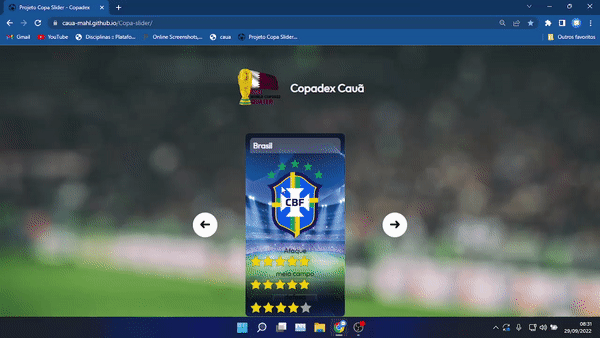 Projeto Copa Slider - Copadex
caua-mahl.github.io/Copa-slider/
Gmail
YouTube
Disciplinas :: Platafo...
Online Screenshots,...
caua
Projeto Copa Slider...
Outros favoritos
Copadex Cauã
Brasil
CBF
Ataque
meio campo
08:31
29/09/2022